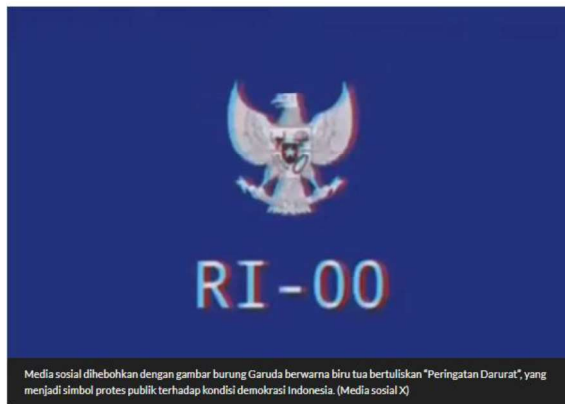 RI-00
Media sosial dihebohkan dengan gambar burung Garuda berwarna biru tua bertuliskan “Peringatan Darurat”, yang
menjadi simbol protes publik terhadap kondisi demokrasi Indonesia. (Media sosial X)